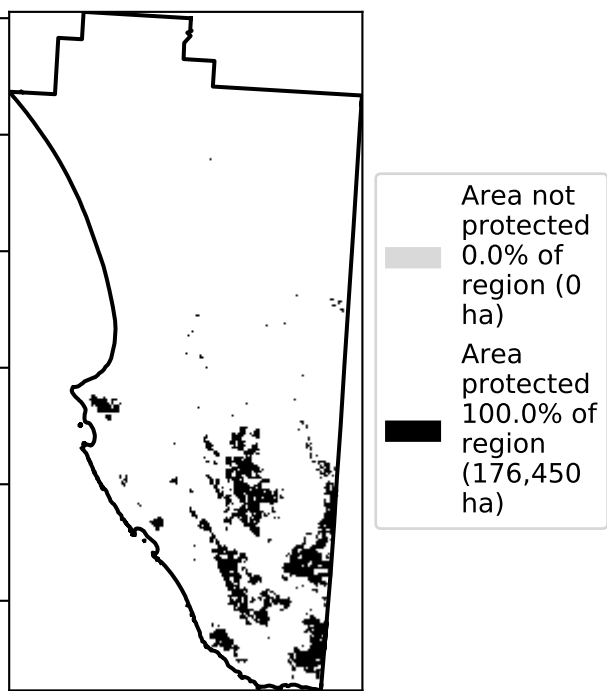 Area not
protected
0.0% of
region (0
ha)
Area
protected
100.0% of
region
(176,450
ha)